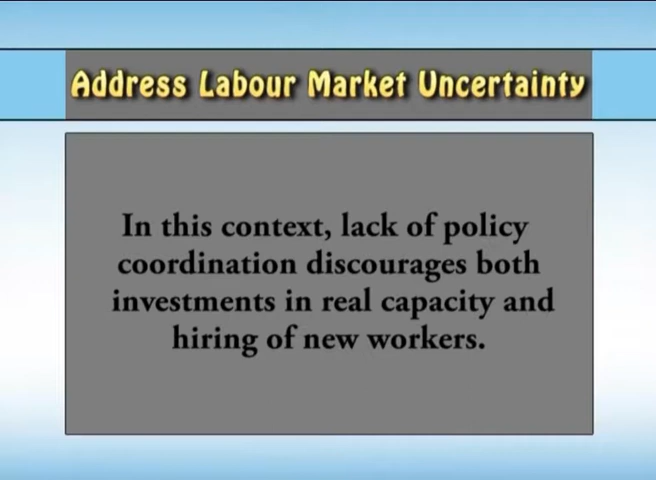 Address Labour Market Uncertainty
In this context, lack of policy
coordination discourages both
investments in real capacity and
hiring of new workers.